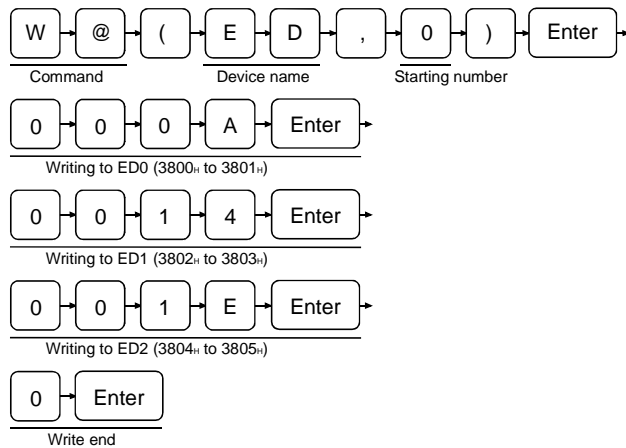 W @ ( E D , 0 ) Enter
Command Device name Starting number
0 0 0 A Enter
Writing to ED0 (3800H to 3801H)
0 0 1 4 Enter
Writing to ED1 (3802H to 3803H)
0 0 1 E Enter
Writing to ED2 (3804H to 3805H)
0 Enter
Write end